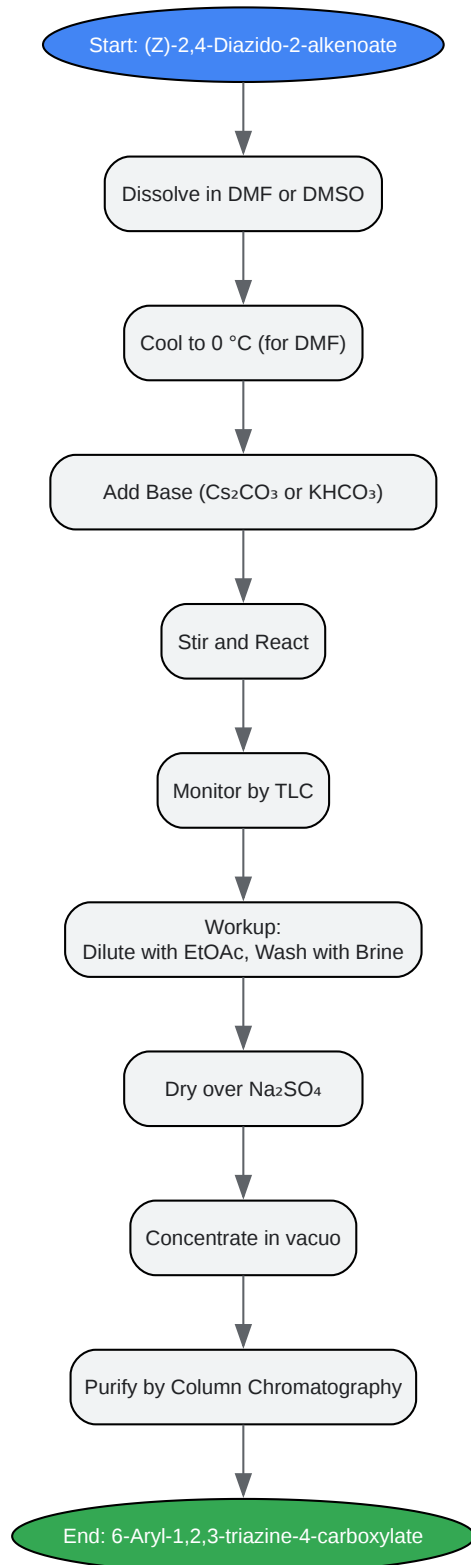 Start: (Z)-2,4-Diazido-2-alkenoate
Dissolve in DMF or DMSO
Cool to 0 °C (for DMF)
Add Base (Cs₂CO₃ or KHCO₃)
Stir and React
Monitor by TLC
Workup:
Dilute with EtOAc, Wash with Brine
Dry over Na₂SO₄
Concentrate in vacuo
Purify by Column Chromatography
End: 6-Aryl-1,2,3-triazine-4-carboxylate